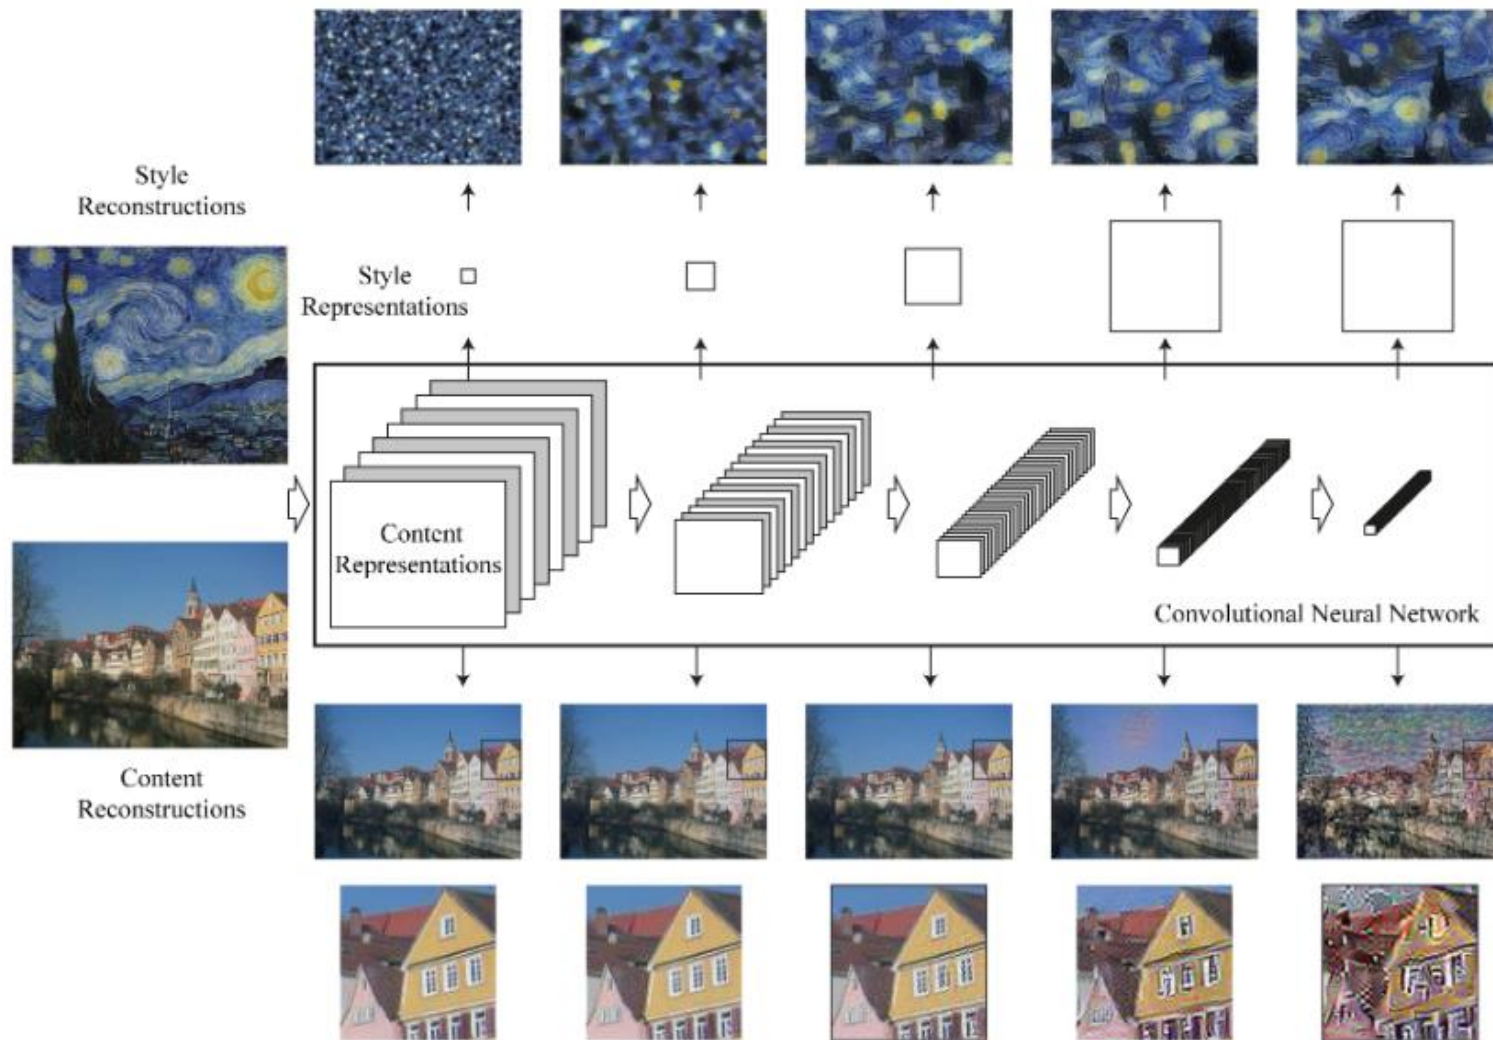 Style
Reconstructions
Style
Representations
Content
Representations
Convolutional Neural Network
Content
Reconstructions